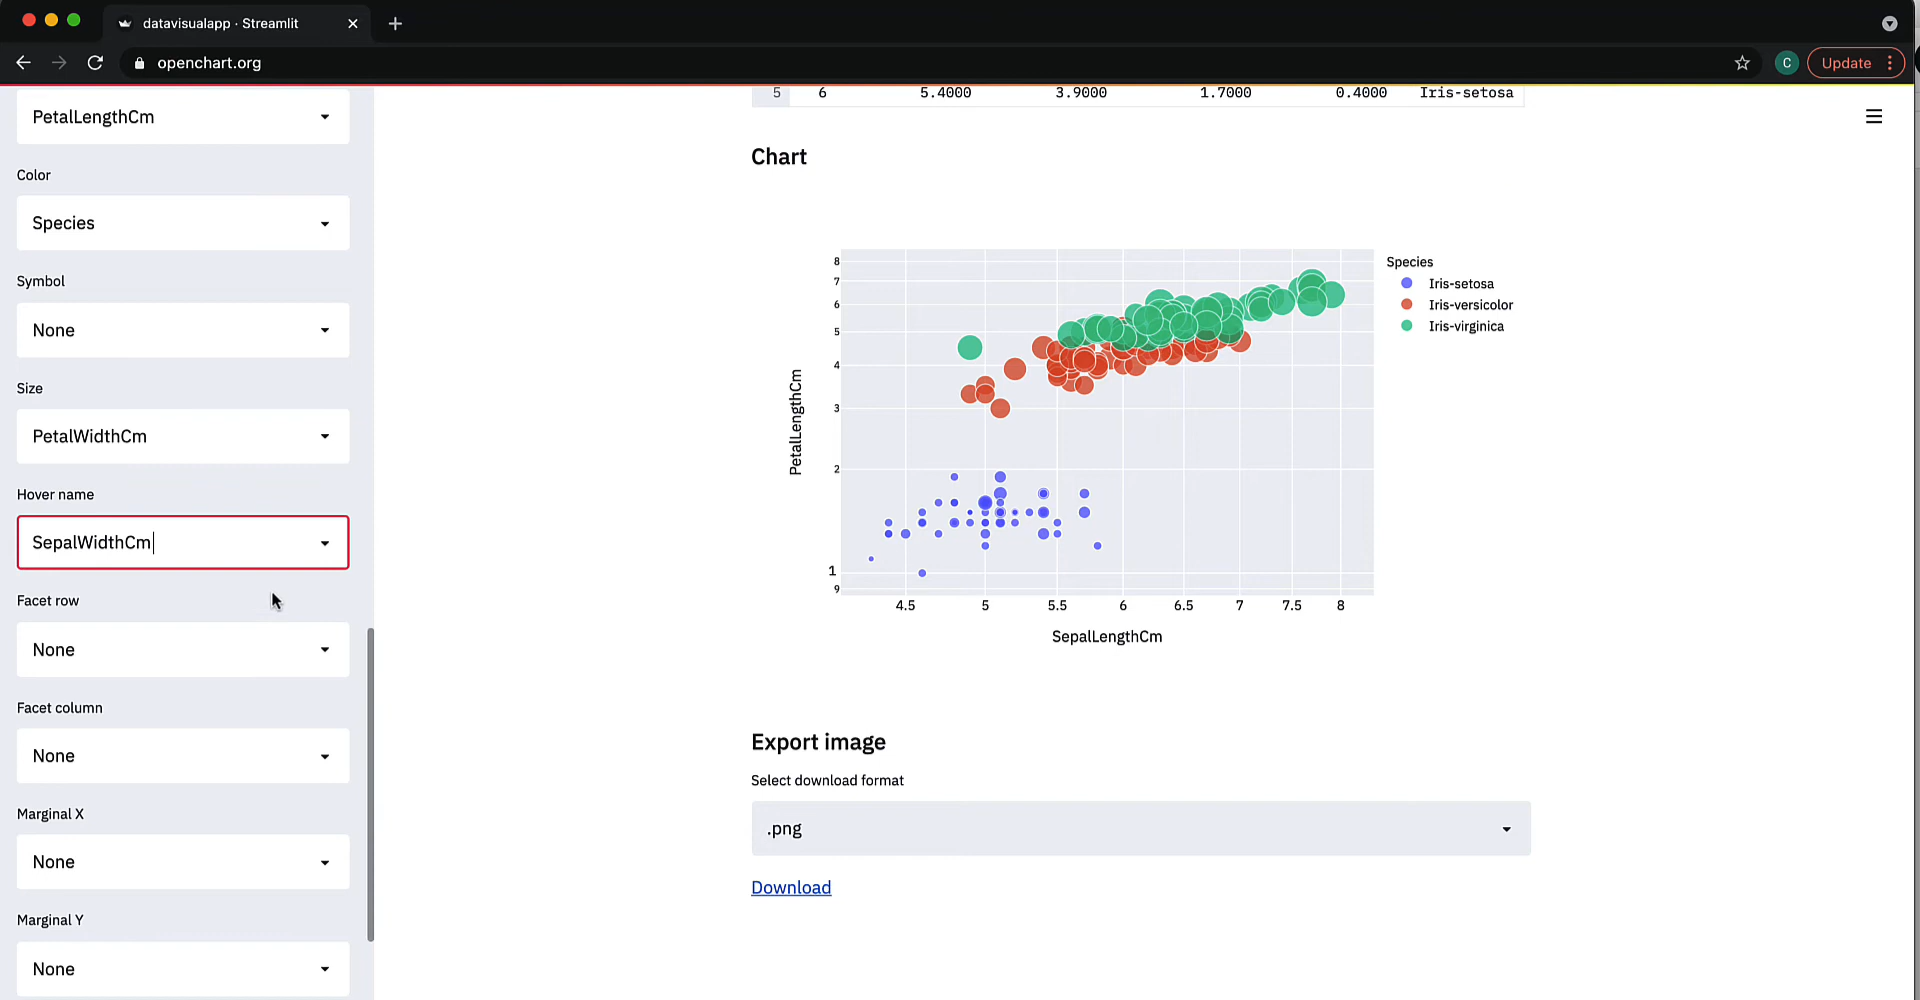 datavisualapp · Streamlit
openchart.org
C
Update
PetalLengthCm
Color
Species
Symbol
None
Size
PetalWidthCm
Hover name
SepalWidthCm
Facet row
None
Facet column
None
Marginal X
None
Marginal Y
None
5 6 5.4000 3.9000 1.7000 0.4000 Iris-setosa
Chart
8
7
6
5
4
3
2
1
9
PetalLengthCm
4.5 5 5.5 6 6.5 7 7.5 8
SepalLengthCm
Species
Iris-setosa
Iris-versicolor
Iris-virginica
Export image
Select download format
.png
Download